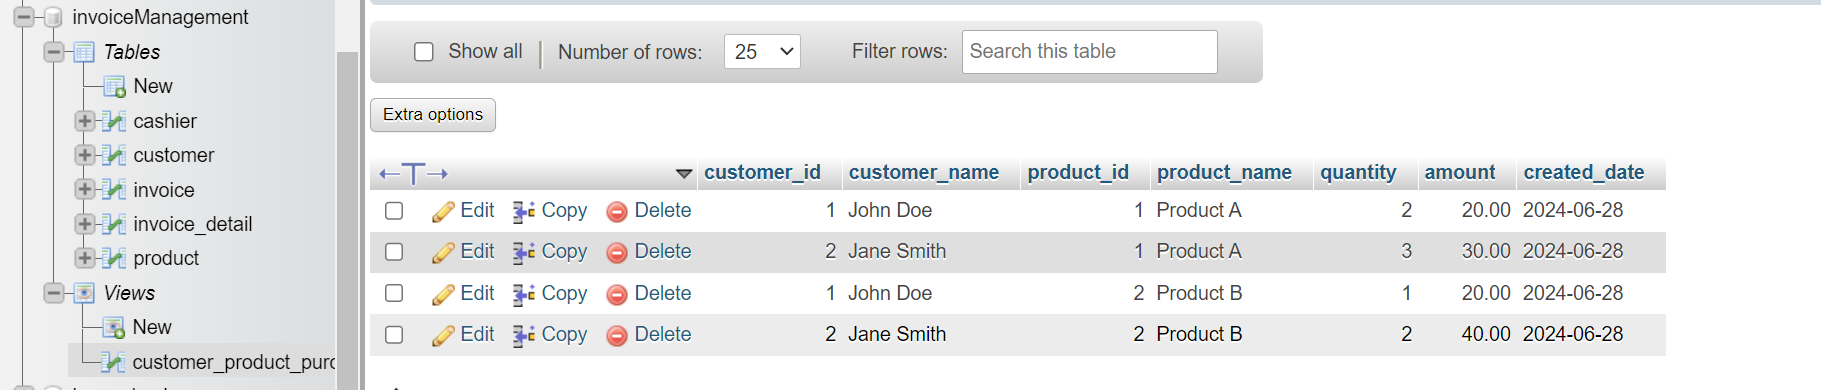 invoiceManagement
Tables
New
cashier
customer
invoice
invoice_detail
product
Views
New
customer_product_purc
Show all Number of rows: 25 Filter rows: Search this table
Extra options
customer_id customer_name product_id product_name quantity amount created_date
Edit Copy Delete 1 John Doe 1 Product A 2 20.00 2024-06-28
Edit Copy Delete 2 Jane Smith 1 Product A 3 30.00 2024-06-28
Edit Copy Delete 1 John Doe 2 Product B 1 20.00 2024-06-28
Edit Copy Delete 2 Jane Smith 2 Product B 2 40.00 2024-06-28